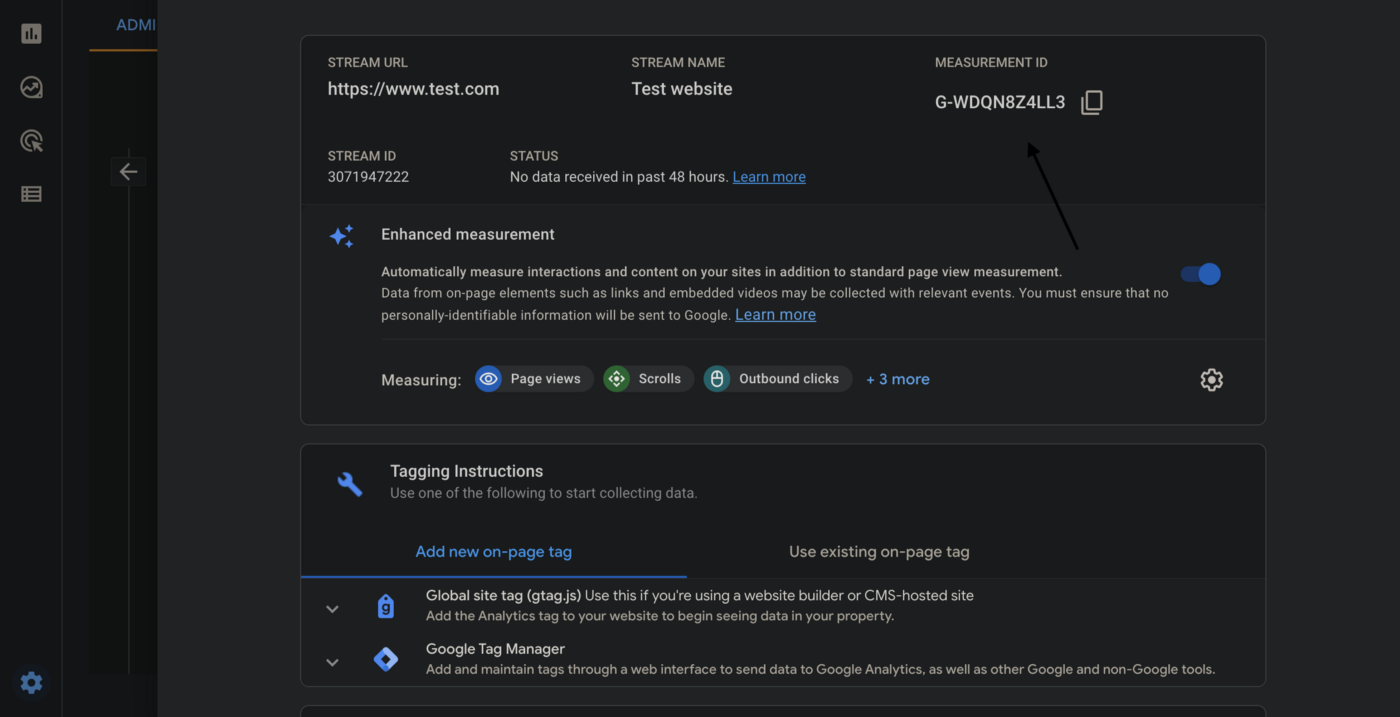 ADMI
STREAM URL
https://www.test.com
STREAM NAME
Test website
MEASUREMENT ID
G-WDQN8Z4LL3
STREAM ID
3071947222
STATUS
No data received in past 48 hours. Learn more
Enhanced measurement
Automatically measure interactions and content on your sites in addition to standard page view measurement.
Data from on-page elements such as links and embedded videos may be collected with relevant events. You must ensure that no
personally-identifiable information will be sent to Google. Learn more
Measuring: Page views Scrolls Outbound clicks + 3 more
Tagging Instructions
Use one of the following to start collecting data.
Add new on-page tag
Use existing on-page tag
g
Global site tag (gtag.js) Use this if you're using a website builder or CMS-hosted site
Add the Analytics tag to your website to begin seeing data in your property.
Google Tag Manager
Add and maintain tags through a web interface to send data to Google Analytics, as well as other Google and non-Google tools.